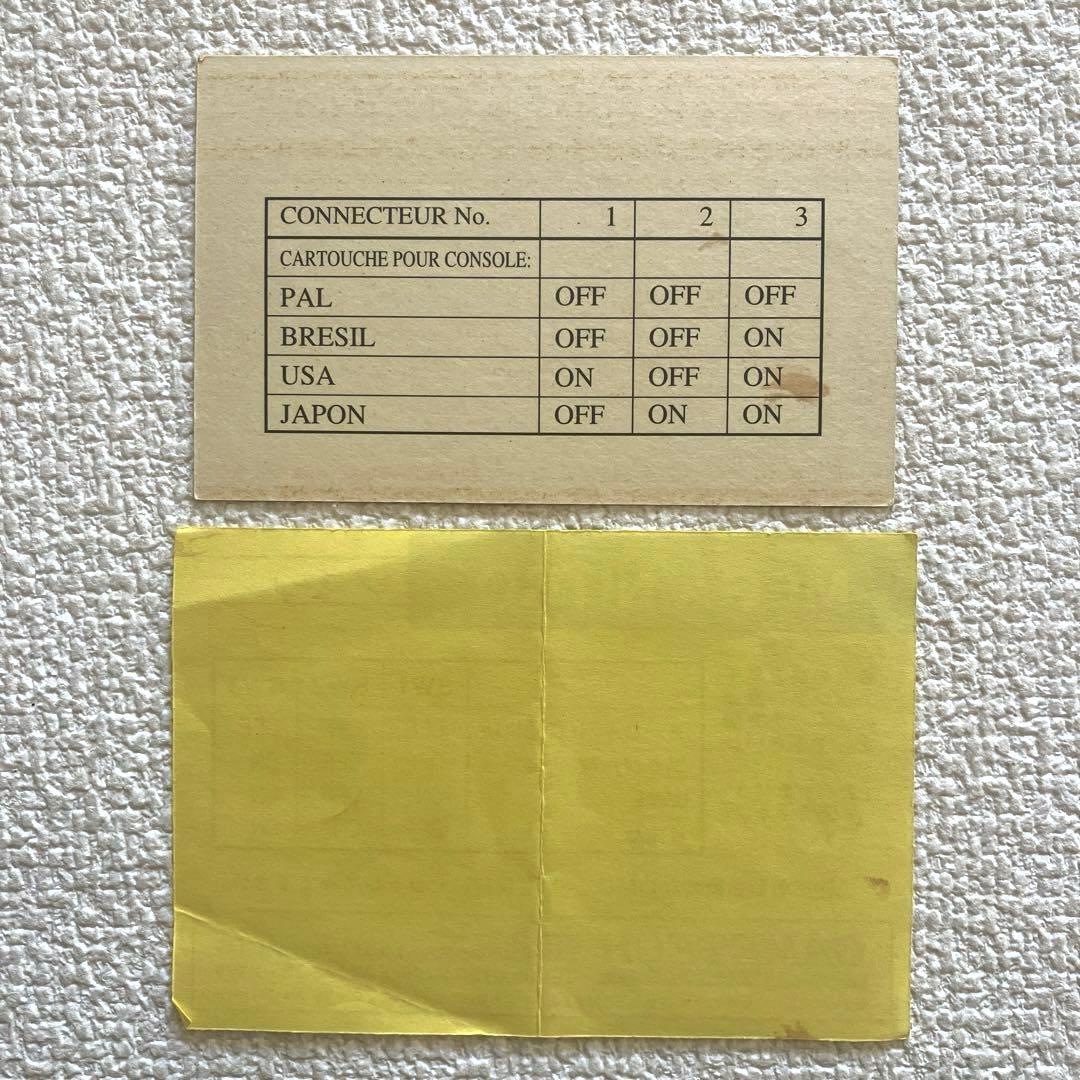 CONNECTEUR No. 1 2 3
CARTOUCHE POUR CONSOLE:
PAL OFF OFF OFF
BRESIL OFF OFF ON
USA ON OFF ON
JAPON OFF ON ON